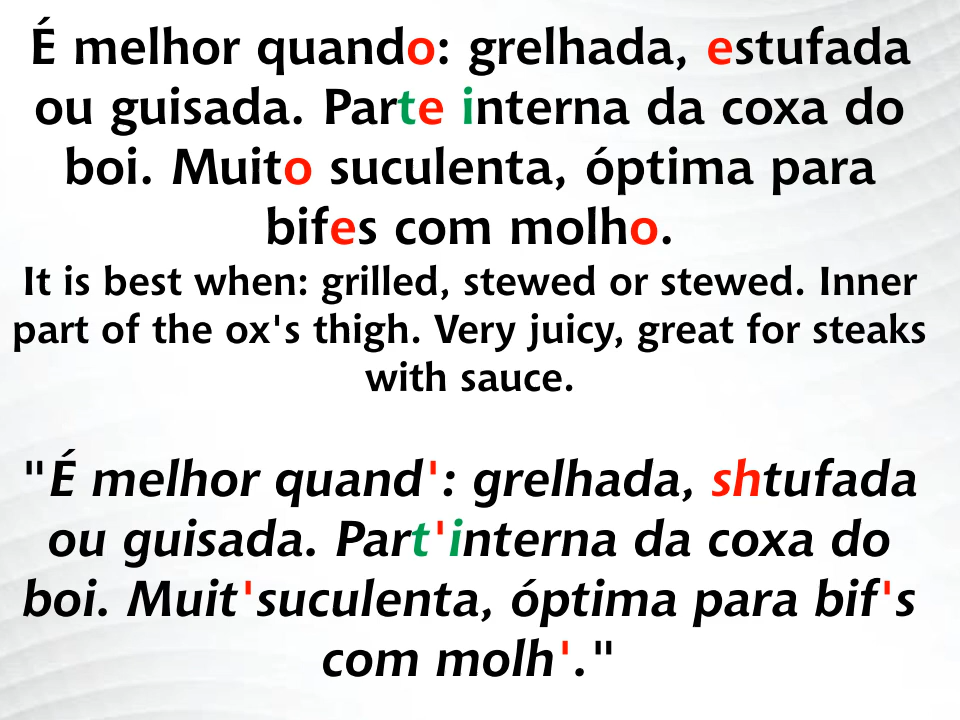 É melhor quando: grelhada, estufada
ou guisada. Parte interna da coxa do
boi. Muito suculenta, óptima para
bifes com molho.
It is best when: grilled, stewed or stewed. Inner
part of the ox's thigh. Very juicy, great for steaks
with sauce.
"É melhor quand': grelhada, shtufada
ou guisada. Part'interna da coxa do
boi. Muit'suculenta, óptima para bif's
com molh'."